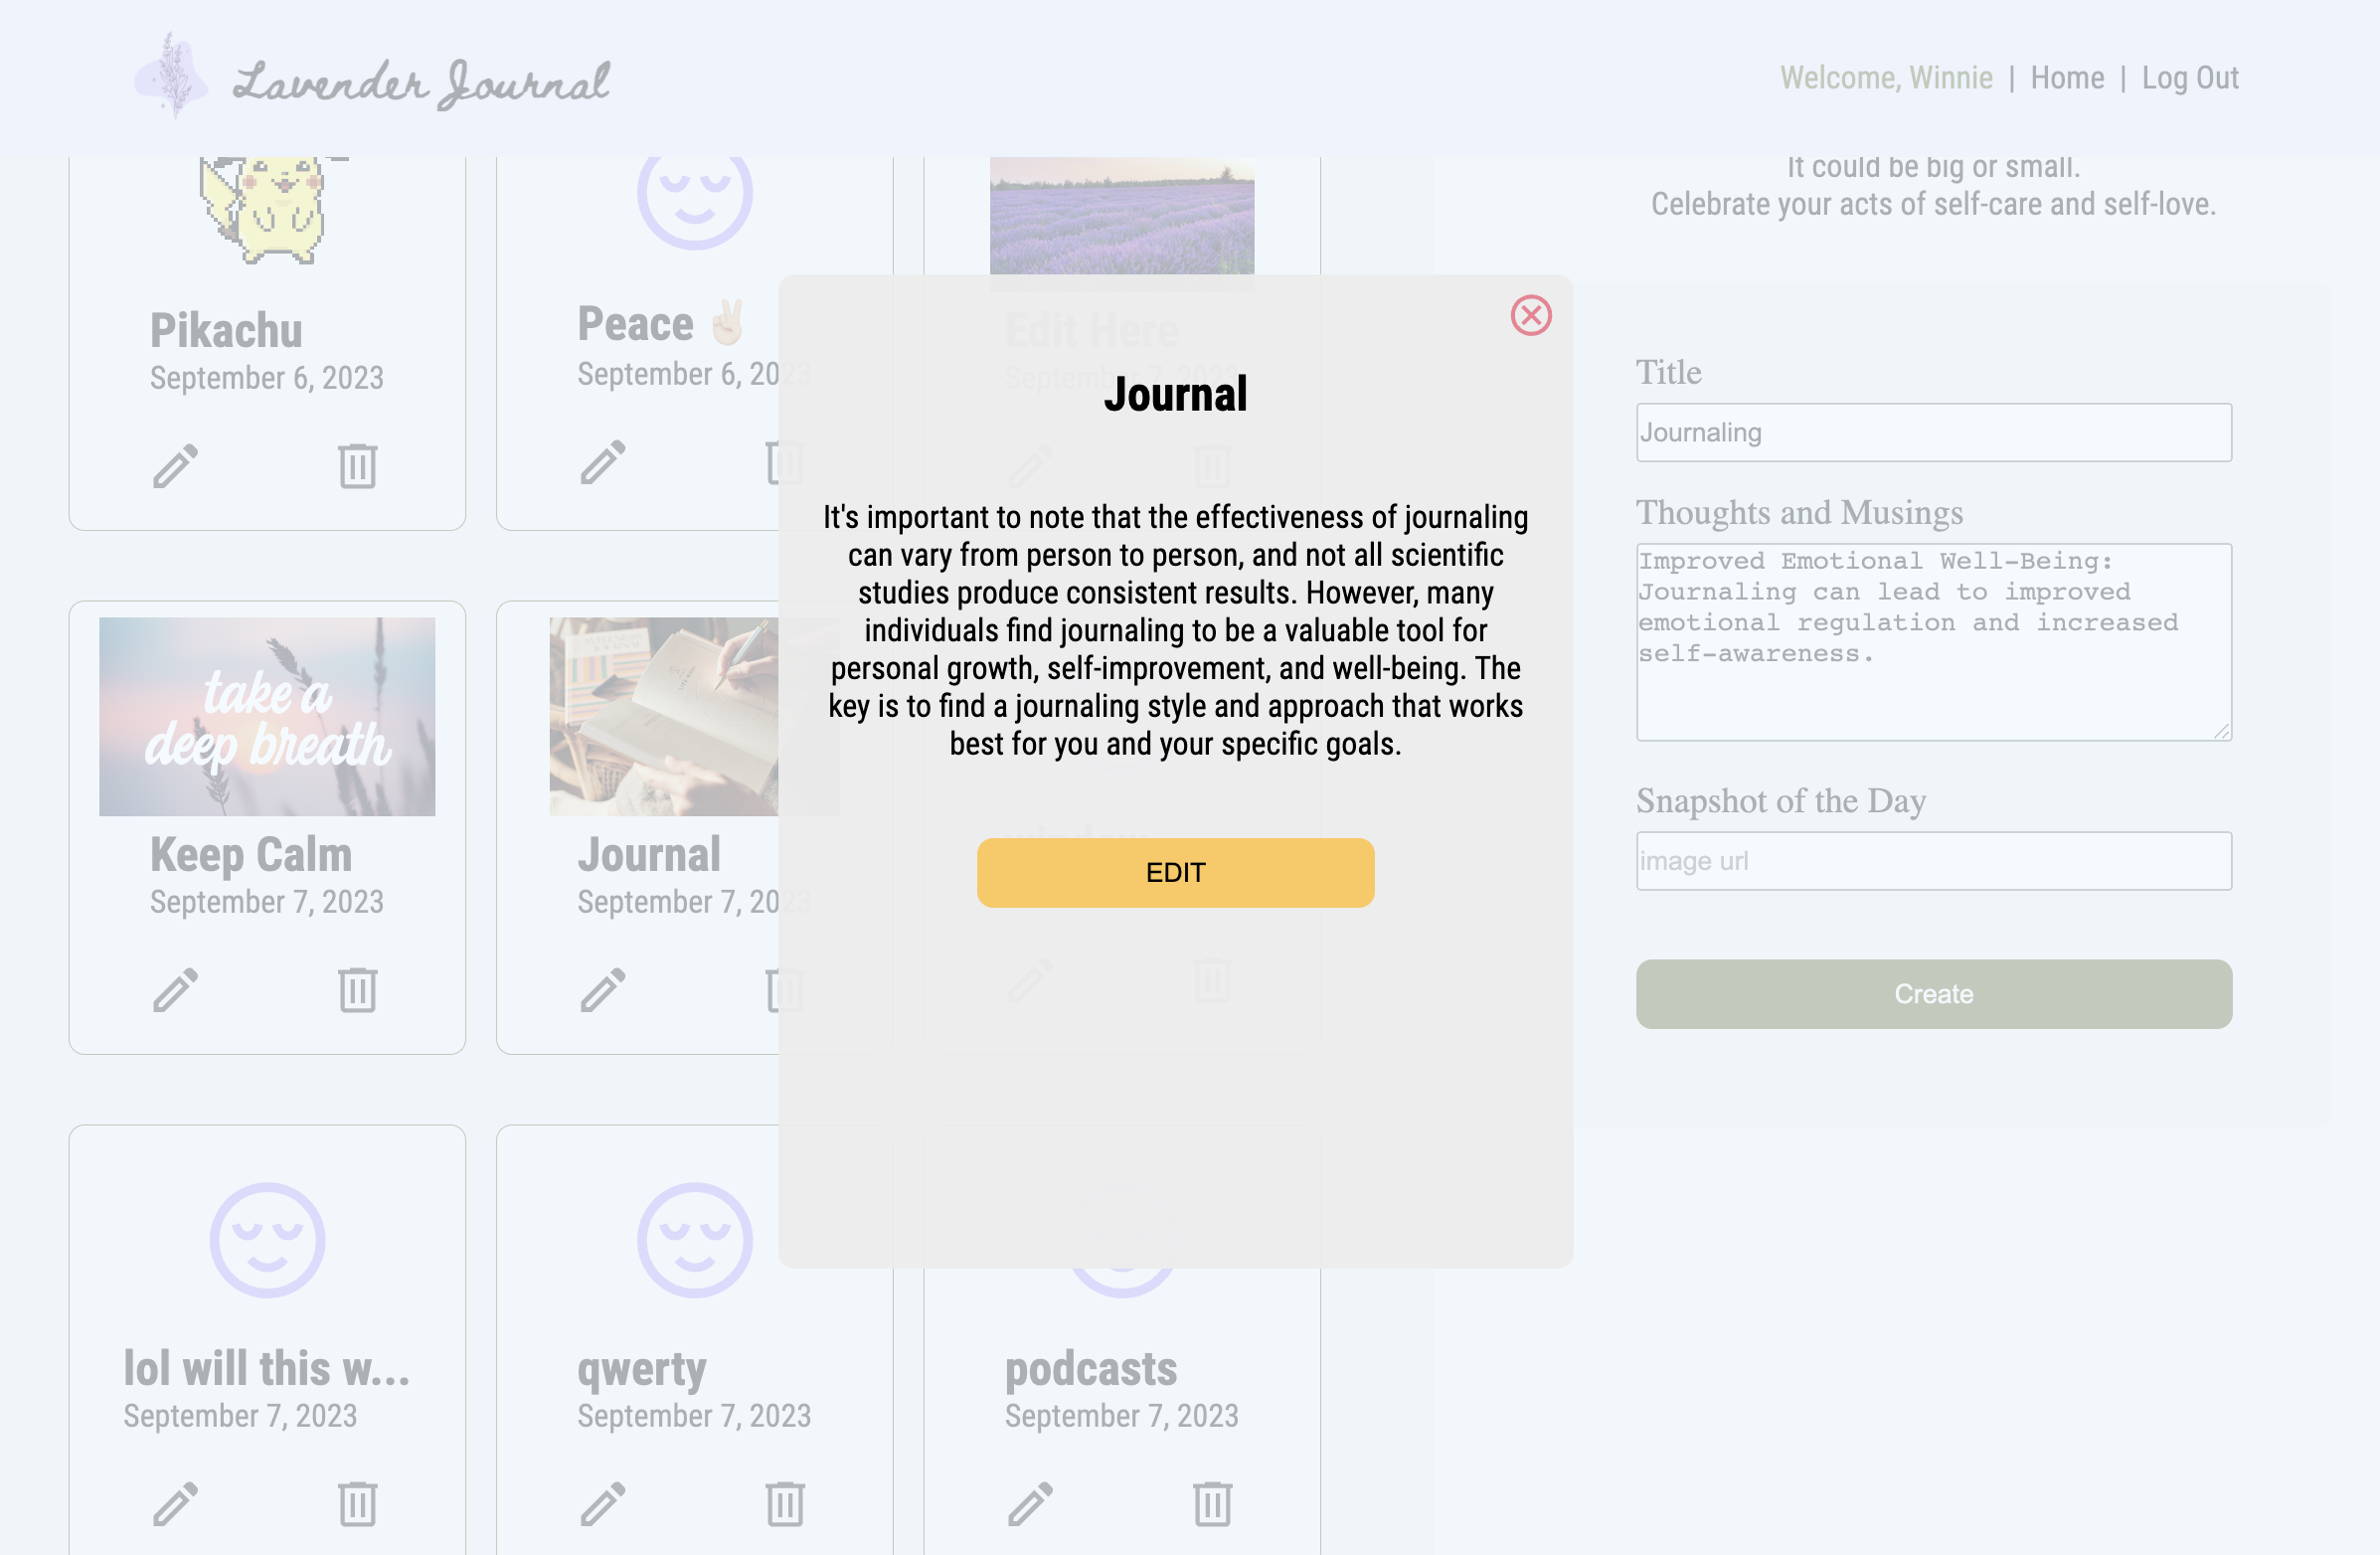 Lavender Journal
Welcome, Winnie | Home | Log Out
It could be big or small.
Celebrate your acts of self-care and self-love.
Pikachu
September 6, 2023
Peace ✌🏻
September 6, 2023
Edit Here
September 7, 2023
Journal
It's important to note that the effectiveness of journaling
can vary from person to person, and not all scientific
studies produce consistent results. However, many
individuals find journaling to be a valuable tool for
personal growth, self-improvement, and well-being. The
key is to find a journaling style and approach that works
best for you and your specific goals.
EDIT
take a
deep breath
Keep Calm
September 7, 2023
Journal
September 7, 2023
lol will this w...
September 7, 2023
qwerty
September 7, 2023
podcasts
September 7, 2023
Title
Journaling
Thoughts and Musings
Improved Emotional Well-Being:
Journaling can lead to improved
emotional regulation and increased
self-awareness.
Snapshot of the Day
image url
Create